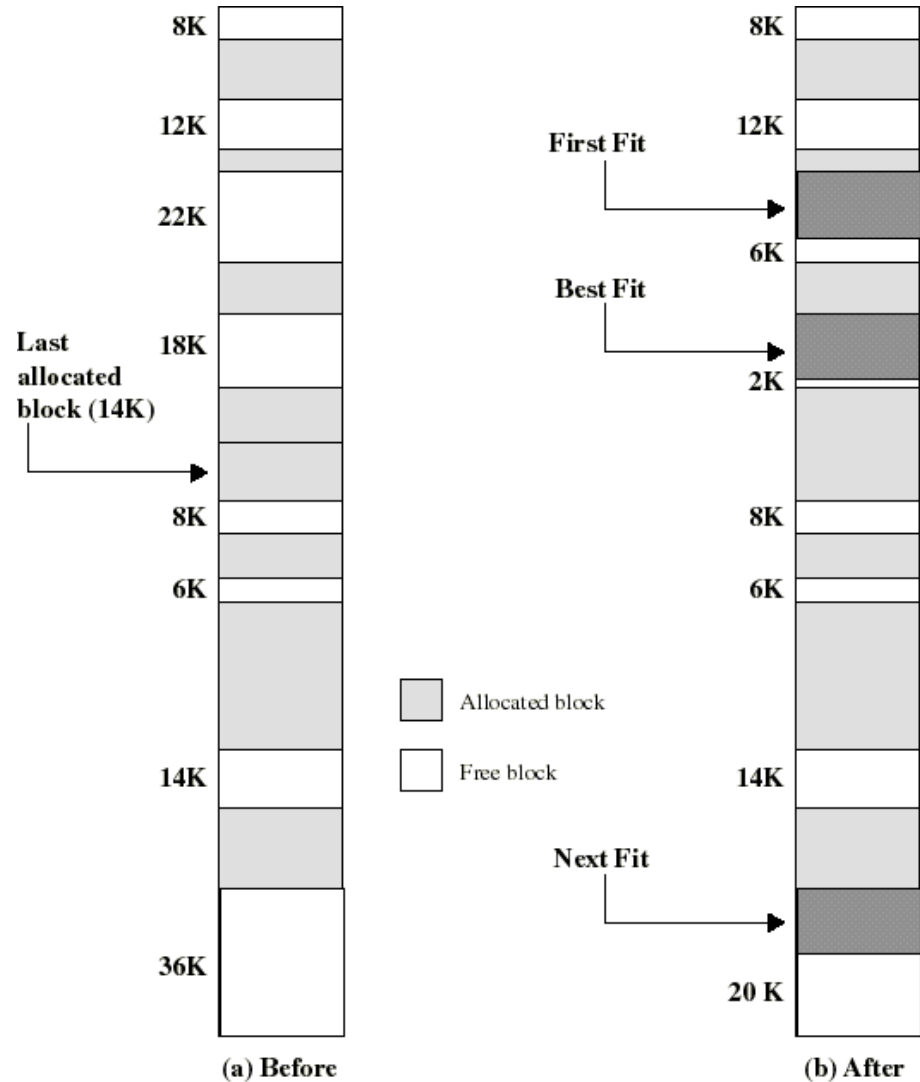 8K
12K
22K
18K
Last
allocated
block (14K)
8K
6K
14K
36K
(a) Before
Allocated block
Free block
8K
12K
First Fit
6K
Best Fit
2K
8K
6K
14K
Next Fit
20 K
(b) After